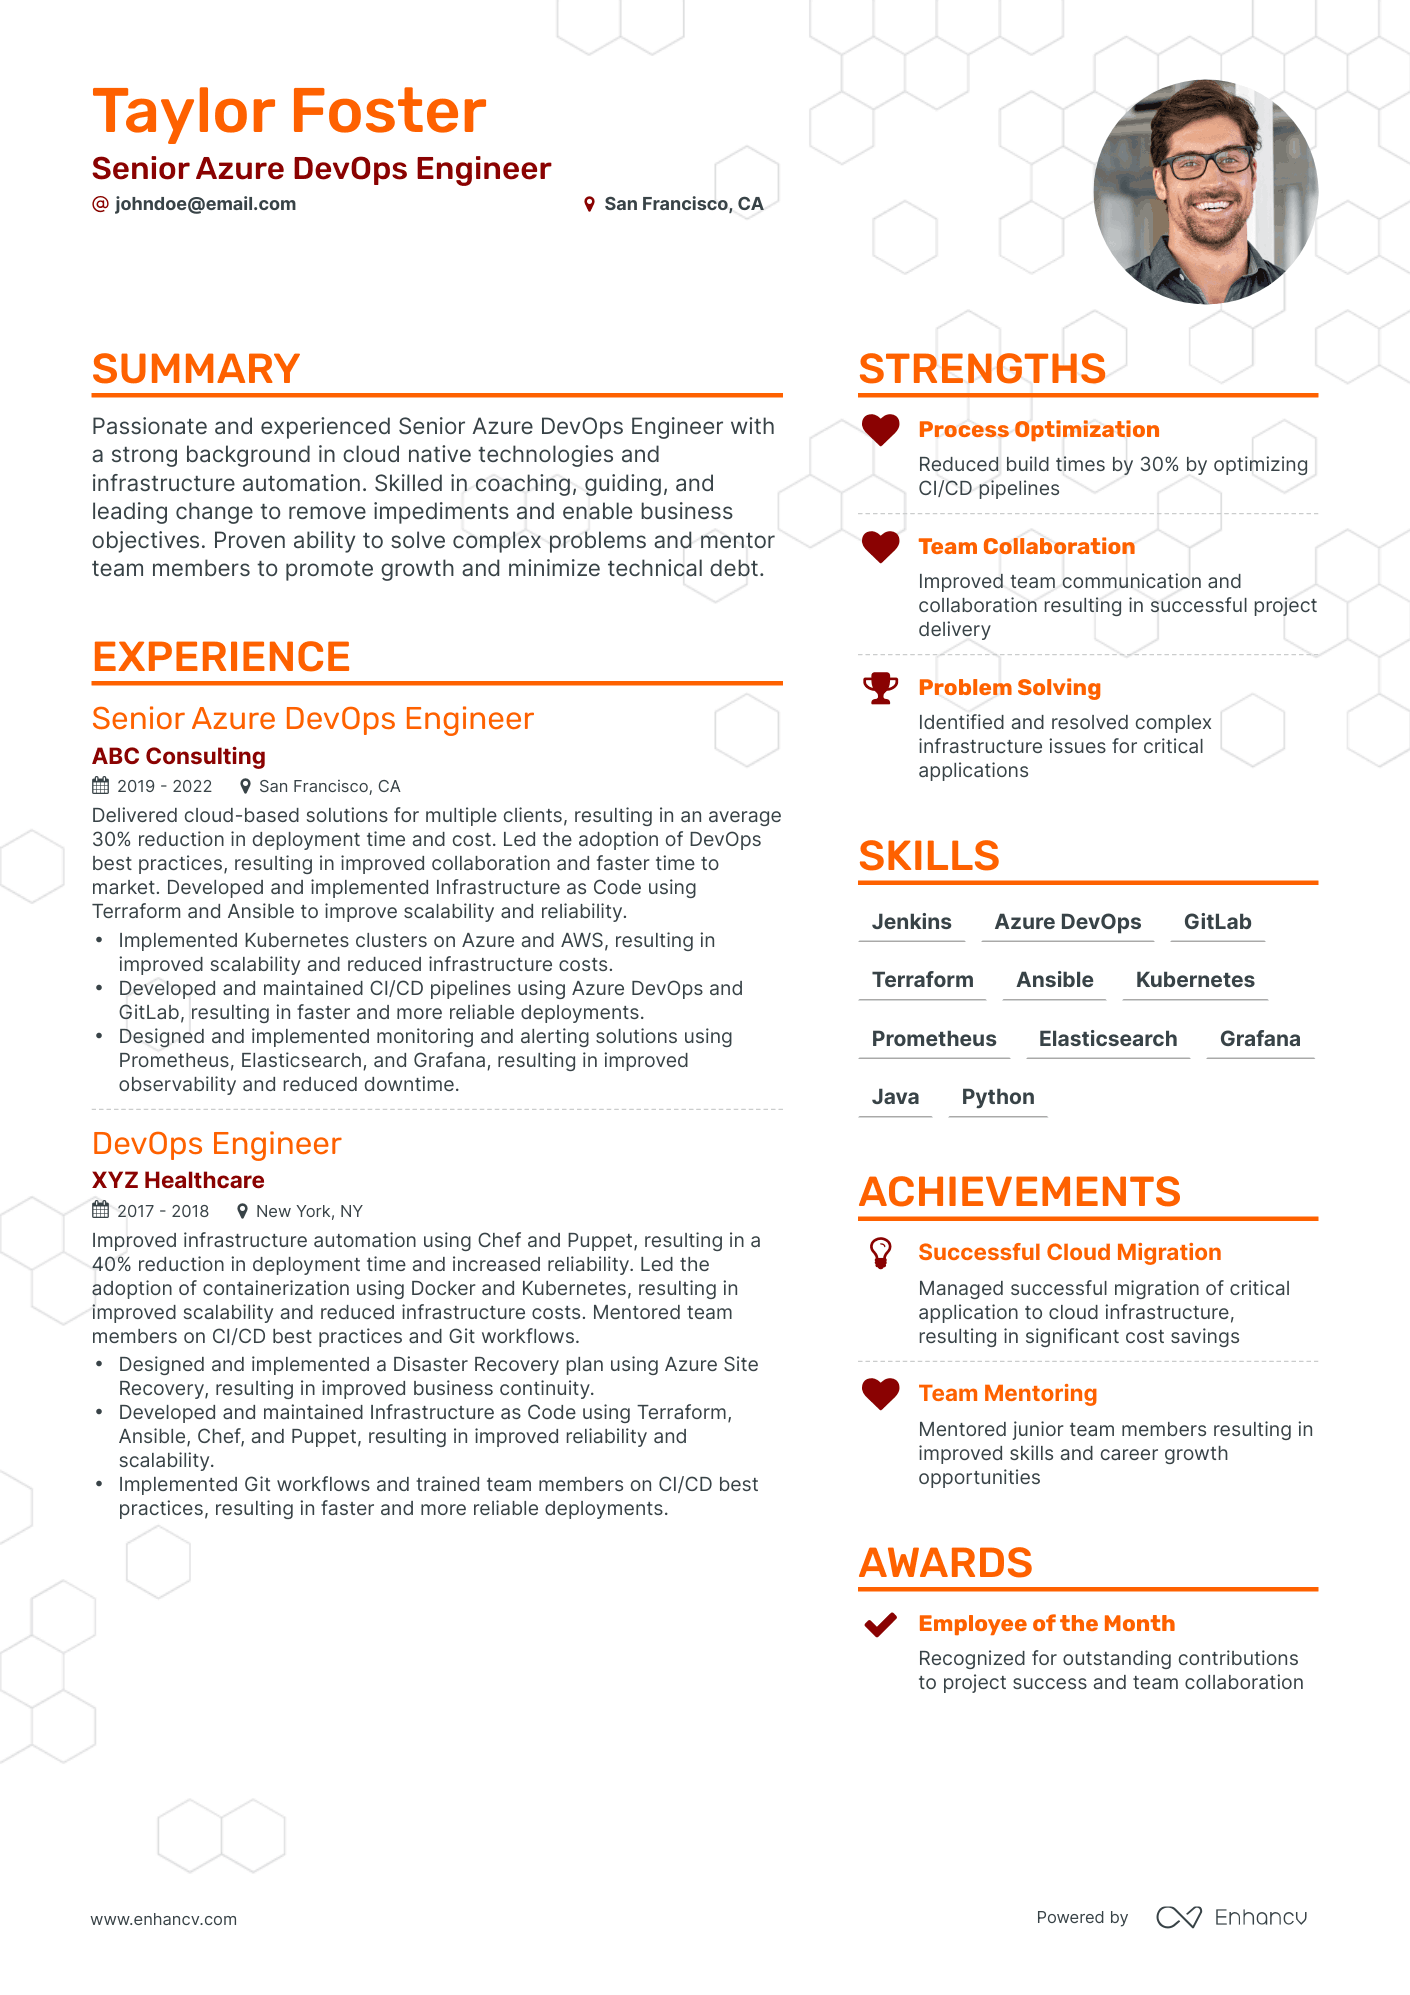 Taylor Foster
Senior Azure DevOps Engineer
@ johndoe@email.com
San Francisco, CA
SUMMARY
Passionate and experienced Senior Azure DevOps Engineer with
a strong background in cloud native technologies and
infrastructure automation. Skilled in coaching, guiding, and
leading change to remove impediments and enable business
objectives. Proven ability to solve complex problems and mentor
team members to promote growth and minimize technical debt.
EXPERIENCE
Senior Azure DevOps Engineer
ABC Consulting
2019 - 2022 San Francisco, CA
Delivered cloud-based solutions for multiple clients, resulting in an average
30% reduction in deployment time and cost. Led the adoption of DevOps
best practices, resulting in improved collaboration and faster time to
market. Developed and implemented Infrastructure as Code using
Terraform and Ansible to improve scalability and reliability.
• Implemented Kubernetes clusters on Azure and AWS, resulting in
improved scalability and reduced infrastructure costs.
• Developed and maintained CI/CD pipelines using Azure DevOps and
GitLab, resulting in faster and more reliable deployments.
• Designed and implemented monitoring and alerting solutions using
Prometheus, Elasticsearch, and Grafana, resulting in improved
observability and reduced downtime.
DevOps Engineer
XYZ Healthcare
2017 - 2018 New York, NY
Improved infrastructure automation using Chef and Puppet, resulting in a
40% reduction in deployment time and increased reliability. Led the
adoption of containerization using Docker and Kubernetes, resulting in
improved scalability and reduced infrastructure costs. Mentored team
members on CI/CD best practices and Git workflows.
• Designed and implemented a Disaster Recovery plan using Azure Site
Recovery, resulting in improved business continuity.
• Developed and maintained Infrastructure as Code using Terraform,
Ansible, Chef, and Puppet, resulting in improved reliability and
scalability.
• Implemented Git workflows and trained team members on CI/CD best
practices, resulting in faster and more reliable deployments.
STRENGTHS
Process Optimization
Reduced build times by 30% by optimizing
CI/CD pipelines
Team Collaboration
Improved team communication and
collaboration resulting in successful project
delivery
Problem Solving
Identified and resolved complex
infrastructure issues for critical
applications
SKILLS
Jenkins Azure DevOps GitLab
Terraform Ansible Kubernetes
Prometheus Elasticsearch Grafana
Java Python
ACHIEVEMENTS
Successful Cloud Migration
Managed successful migration of critical
application to cloud infrastructure,
resulting in significant cost savings
Team Mentoring
Mentored junior team members resulting in
improved skills and career growth
opportunities
AWARDS
Employee of the Month
Recognized for outstanding contributions
to project success and team collaboration
www.enhancv.com
Powered by Enhancv